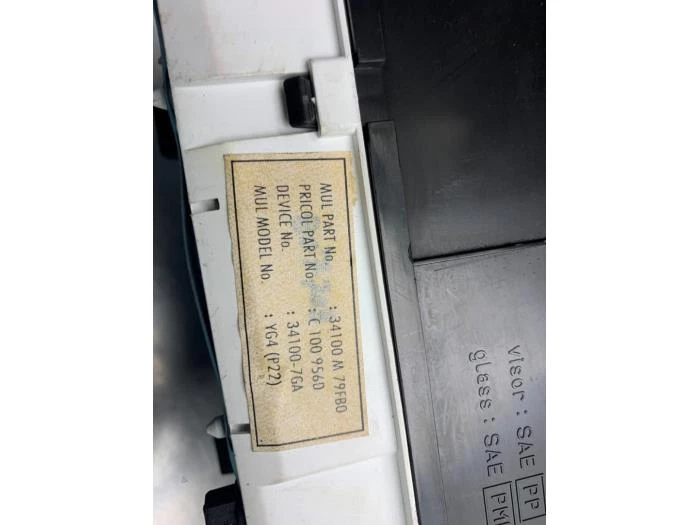 MUL PART No. : 34100 M 79FB0
PRICOL PART No. : C 100 956D
DEVICE No. : 34100-7GA
MUL MODEL No. : YG4 (P22)
visor : SAE PP
glass : SAE PM